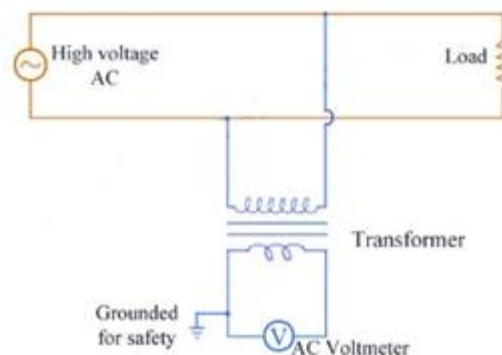 High voltage
AC
Load
Transformer
Grounded
for safety
V
AC Voltmeter